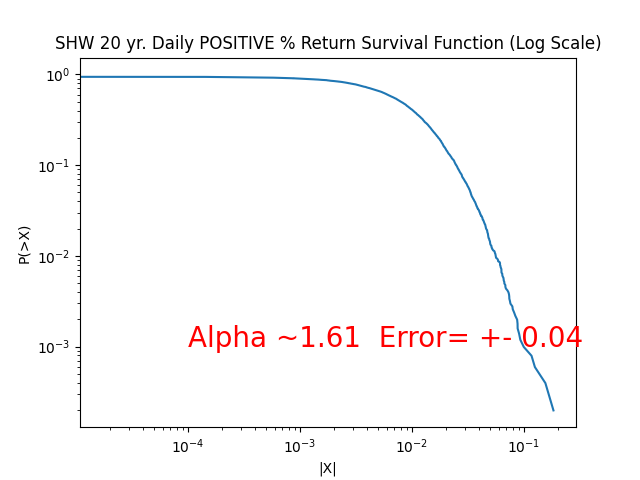 SHW 20 yr. Daily POSITIVE % Return Survival Function (Log Scale)
10⁰
10⁻¹
10⁻²
10⁻³
P(>X)
Alpha ~1.61  Error= +- 0.04
10⁻⁴
10⁻³
10⁻²
10⁻¹
|X|